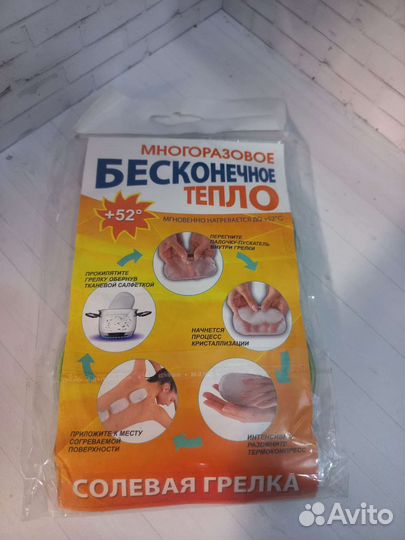 МНОГОРАЗОВОЕ
БЕСКОНЕЧНОЕ
ТЕПЛО
+52°
МГНОВЕННО НАГРЕВАЕТСЯ ДО +52°С
ПЕРЕГНИТЕ
ПАЛОЧКУ-ПУСКАТЕЛЬ
ВНУТРИ ГРЕЛКИ
ПРОКИПЯТИТЕ
ГРЕЛКУ ОБЕРНУВ
ТКАНЕВОЙ САЛФЕТКОЙ
НАЧНЕТСЯ
ПРОЦЕСС
КРИСТАЛЛИЗАЦИИ
ПРИЛОЖИТЕ К МЕСТУ
СОГРЕВАЕМОЙ
ПОВЕРХНОСТИ
РАЗОМНИТЕ
ТЕРМОКОМПРЕСС
СОЛЕВАЯ ГРЕЛКА
Avito